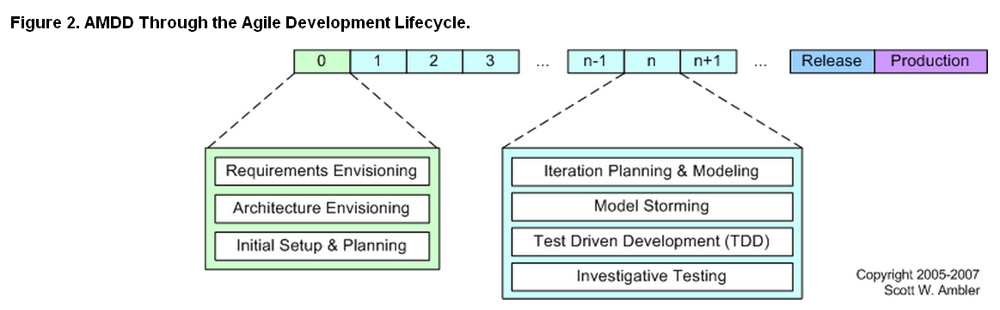 Figure 2. AMDD Through the Agile Development Lifecycle.
0 1 2 3 ... n-1 n n+1 ... Release Production
Requirements Envisioning
Architecture Envisioning
Initial Setup & Planning
Iteration Planning & Modeling
Model Storming
Test Driven Development (TDD)
Investigative Testing
Copyright 2005-2007
Scott W. Ambler